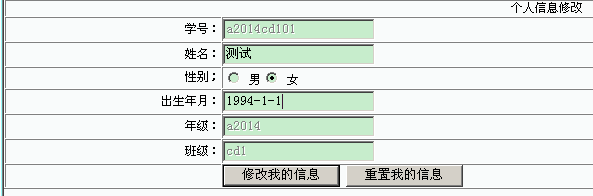 个人信息修改
学号： a2014cd101
姓名： 测试
性别； 男 女
出生年月： 1994-1-1
年级： a2014
班级： cd1
修改我的信息 重置我的信息